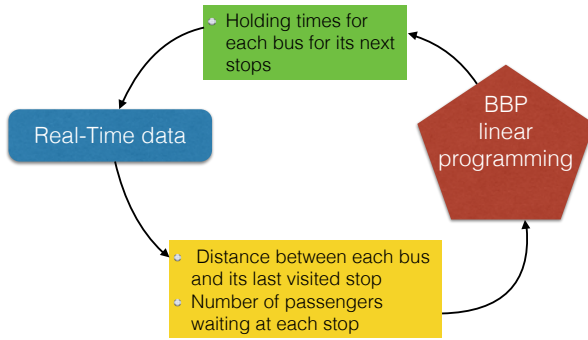 Holding times for
each bus for its next
stops
BBP
linear
programming
Real-Time data
Distance between each bus
and its last visited stop
Number of passengers
waiting at each stop